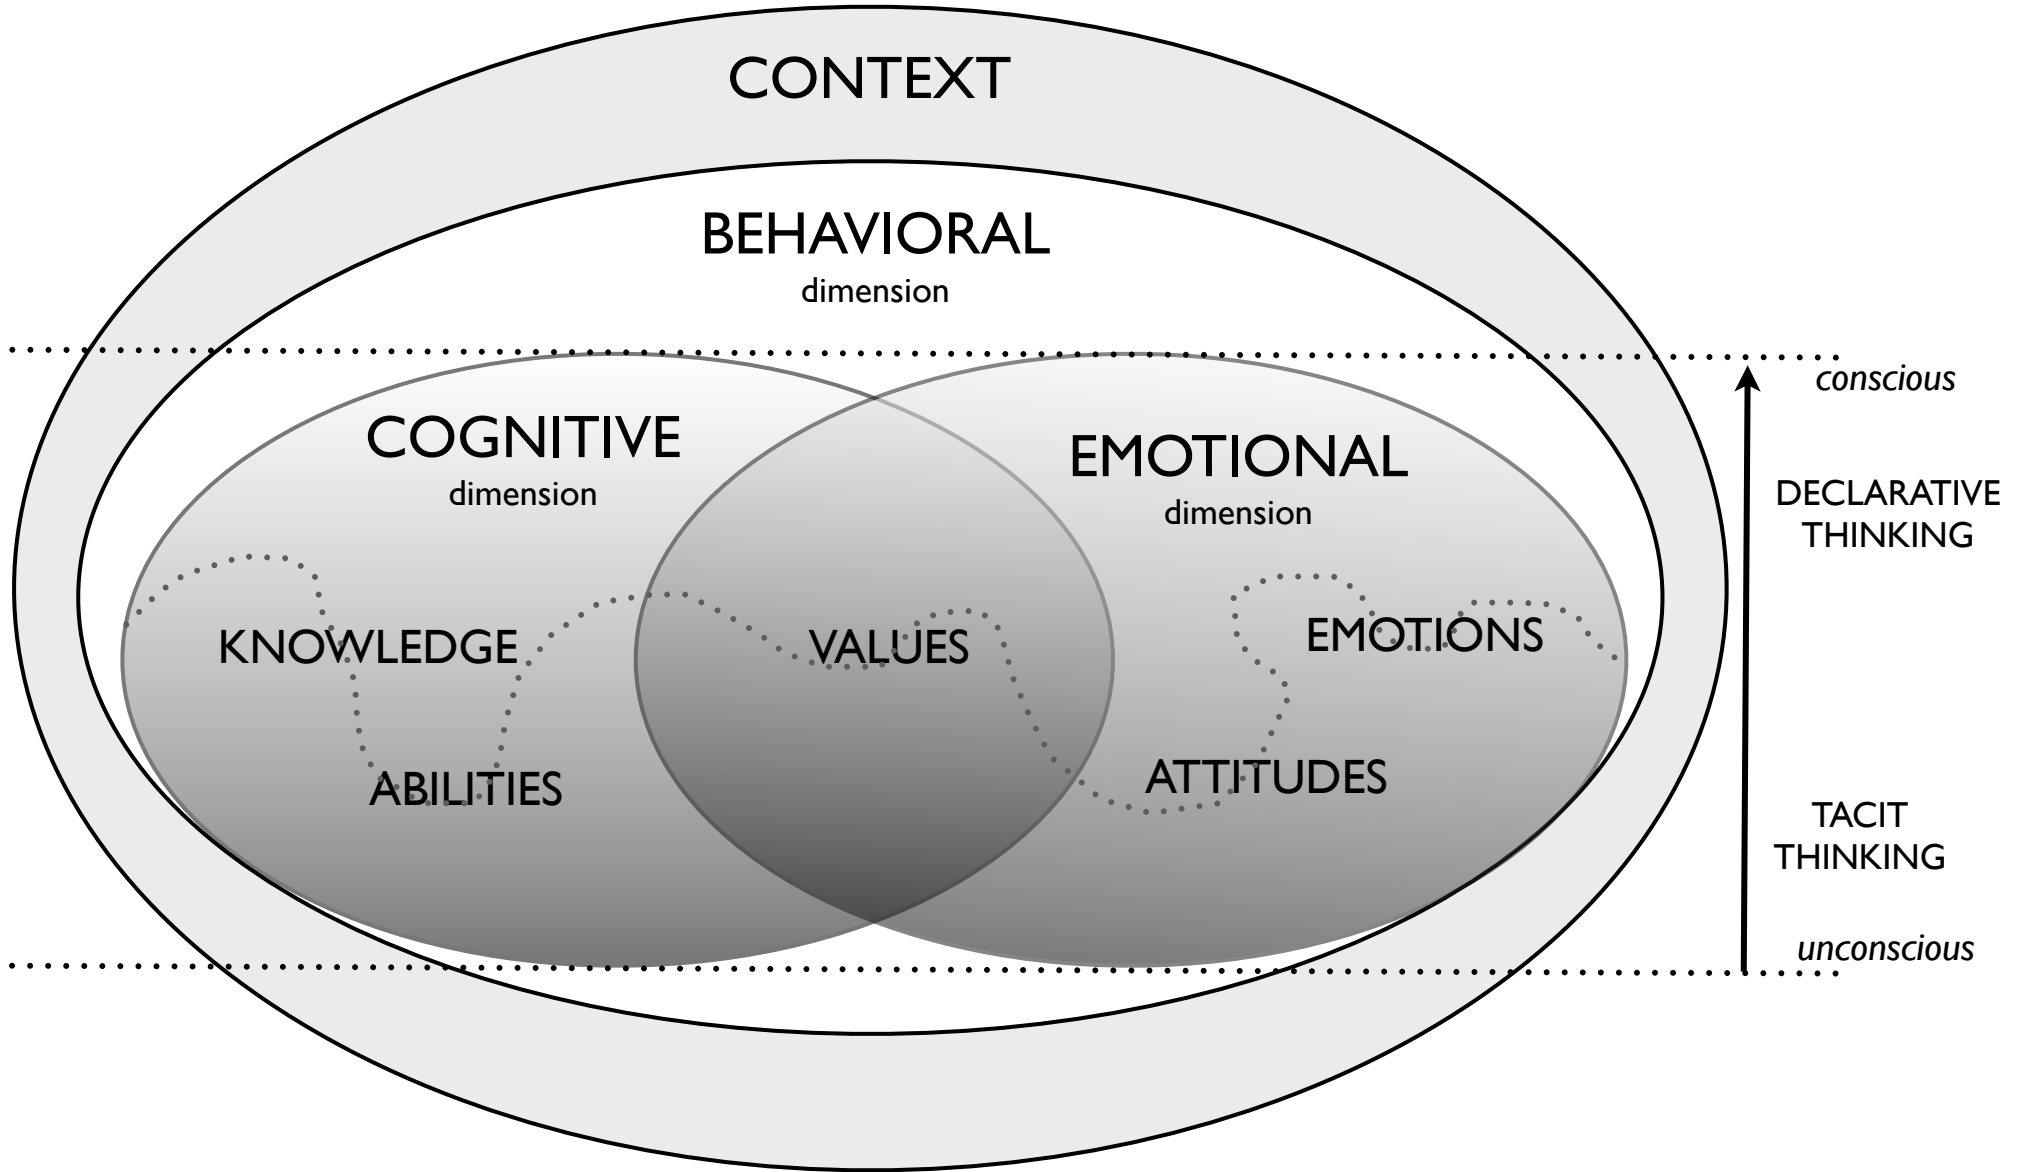 CONTEXT
BEHAVIORAL
dimension
conscious
COGNITIVE
dimension
EMOTIONAL
dimension
DECLARATIVE
THINKING
KNOWLEDGE
VALUES
EMOTIONS
ABILITIES
ATTITUDES
TACIT
THINKING
unconscious